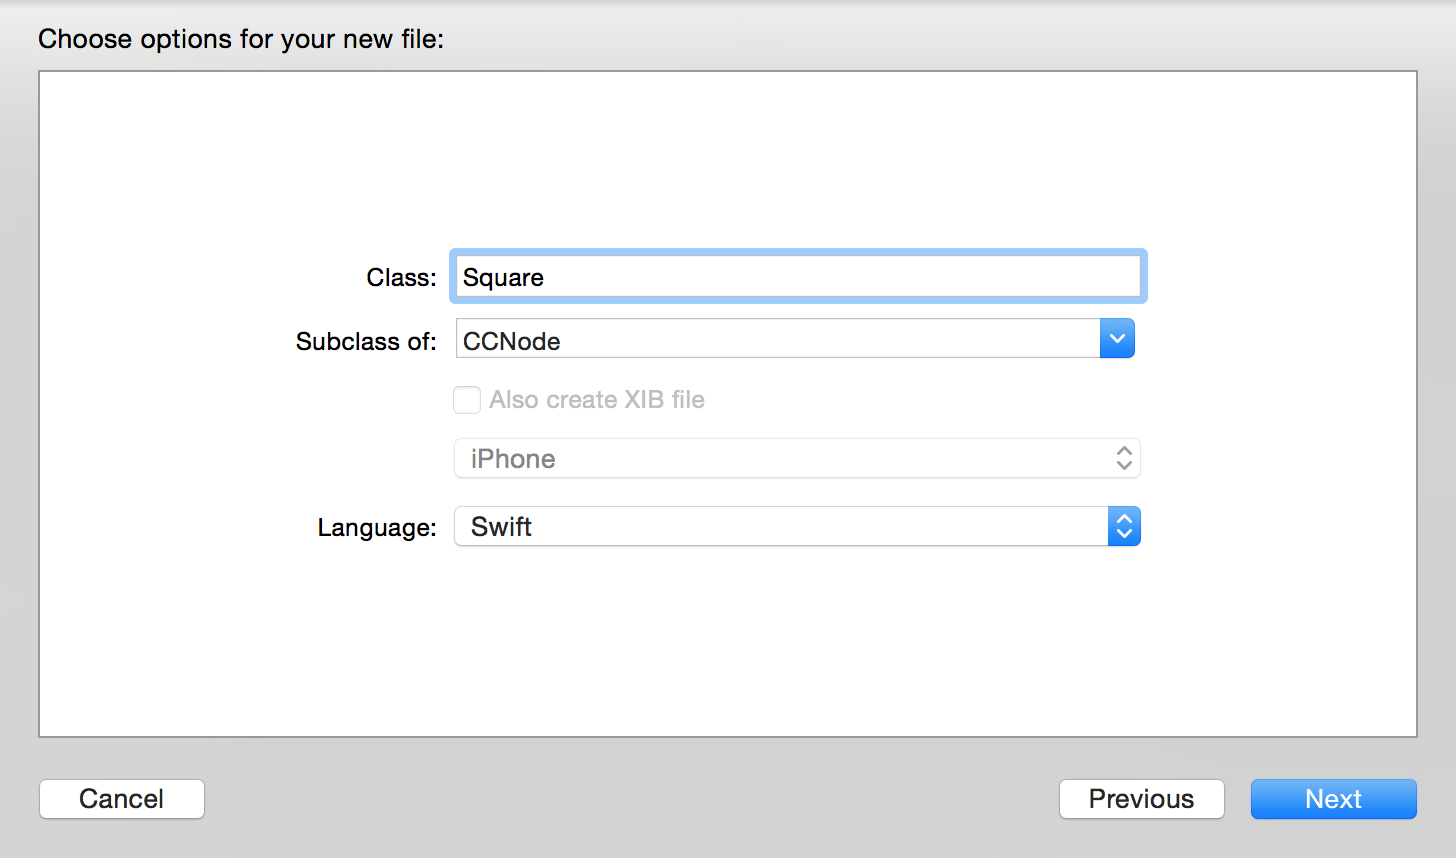 Choose options for your new file:
Class: Square
Subclass of: CCNode
Also create XIB file
iPhone
Language: Swift
Cancel Previous Next